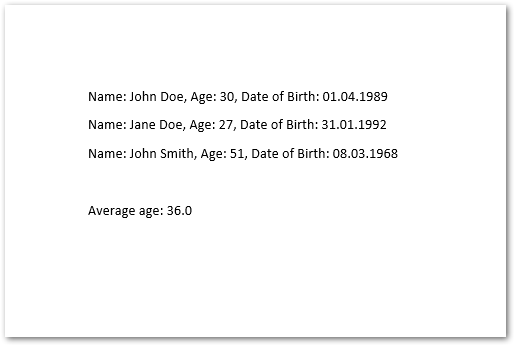 Name: John Doe, Age: 30, Date of Birth: 01.04.1989
Name: Jane Doe, Age: 27, Date of Birth: 31.01.1992
Name: John Smith, Age: 51, Date of Birth: 08.03.1968
Average age: 36.0